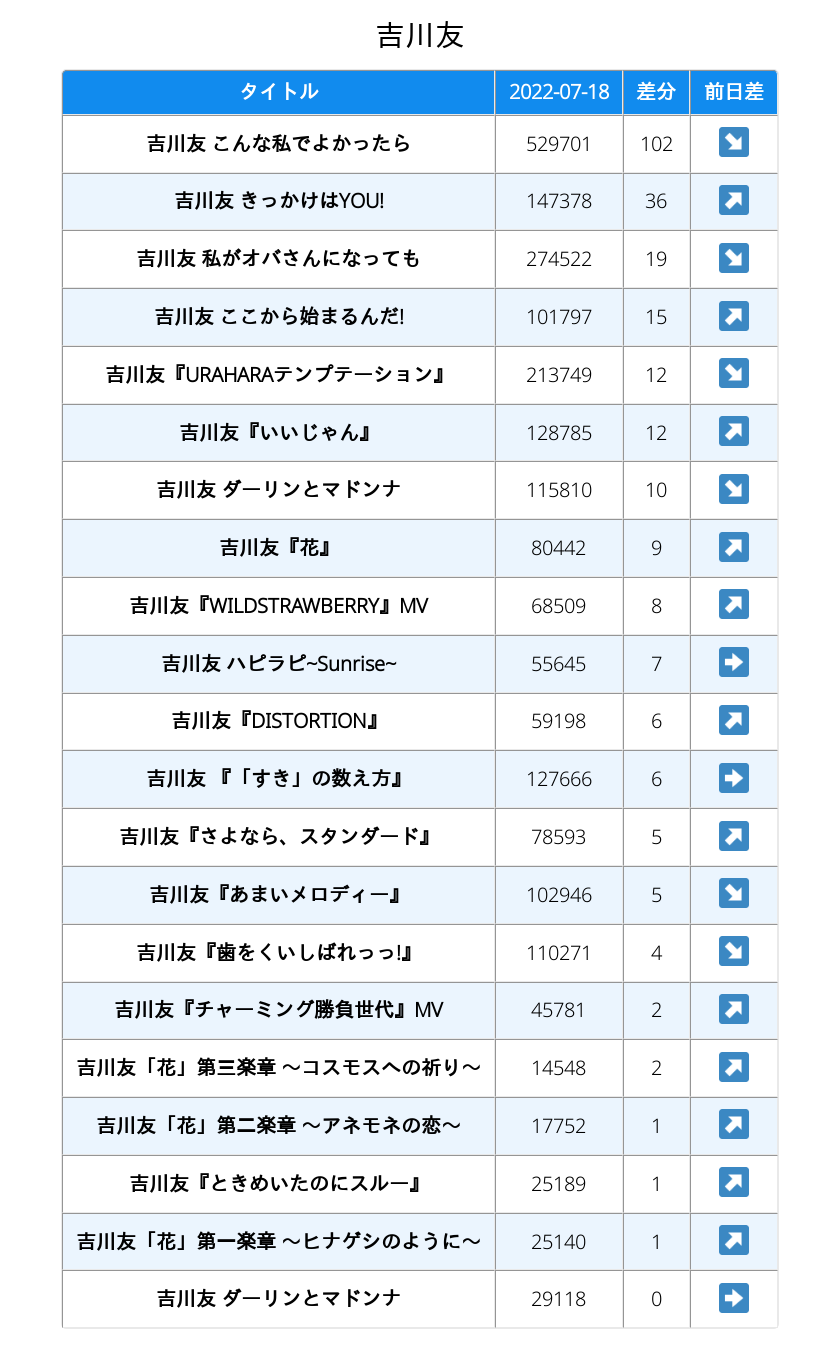 吉川友
タイトル 2022-07-18 差分 前日差
吉川友 こんな私でよかったら 529701 102 ↘
吉川友 きっかけはYOU! 147378 36 ↗
吉川友 私がオバさんになっても 274522 19 ↘
吉川友 ここから始まるんだ! 101797 15 ↗
吉川友『URAHARAテンプテーション』 213749 12 ↘
吉川友『いいじゃん』 128785 12 ↗
吉川友 ダーリンとマドンナ 115810 10 ↘
吉川友『花』 80442 9 ↗
吉川友『WILDSTRAWBERRY』MV 68509 8 ↗
吉川友 ハピラピ~Sunrise~ 55645 7 ➡
吉川友『DISTORTION』 59198 6 ↗
吉川友 『「すき」の数え方』 127666 6 ➡
吉川友『さよなら、スタンダード』 78593 5 ↗
吉川友『あまいメロディー』 102946 5 ↘
吉川友『歯をくいしばれっっ!』 110271 4 ↘
吉川友『チャーミング勝負世代』MV 45781 2 ↗
吉川友「花」第三楽章 〜コスモスへの祈り〜 14548 2 ↗
吉川友「花」第二楽章 〜アネモネの恋〜 17752 1 ↗
吉川友『ときめいたのにスルー』 25189 1 ↗
吉川友「花」第一楽章 〜ヒナゲシのように〜 25140 1 ↗
吉川友 ダーリンとマドンナ 29118 0 ➡